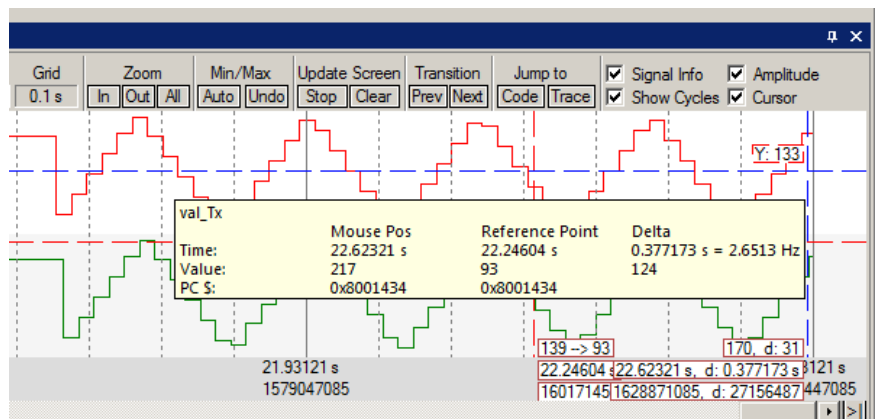 Grid Zoom Min/Max Update Screen Transition Jump to Signal Info Amplitude
0.1 s In Out All Auto Undo Stop Clear Prev Next Code Trace Show Cycles Cursor
Y: 133
val_Tx
Mouse Pos Reference Point Delta
Time: 22.62321 s 22.24604 s 0.377173 s = 2.6513 Hz
Value: 217 93 124
PC $: 0x8001434 0x8001434
139 --> 93 170, d: 31
21.93121 s 22.24604 s 22.62321 s, d: 0.377173 s 3121 s
1579047085 16017145 1628871085, d: 27156487 447085